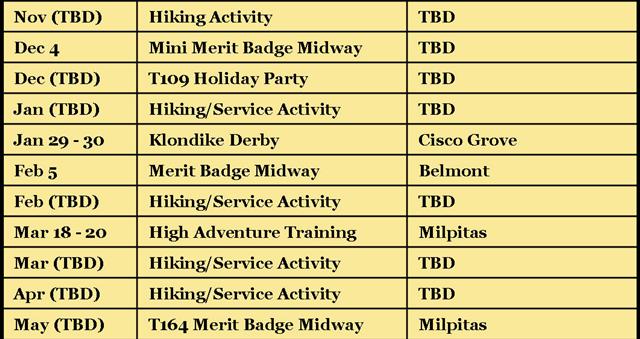 Nov (TBD) Hiking Activity TBD
Dec 4 Mini Merit Badge Midway TBD
Dec (TBD) T109 Holiday Party TBD
Jan (TBD) Hiking/Service Activity TBD
Jan 29 - 30 Klondike Derby Cisco Grove
Feb 5 Merit Badge Midway Belmont
Feb (TBD) Hiking/Service Activity TBD
Mar 18 - 20 High Adventure Training Milpitas
Mar (TBD) Hiking/Service Activity TBD
Apr (TBD) Hiking/Service Activity TBD
May (TBD) T164 Merit Badge Midway Milpitas